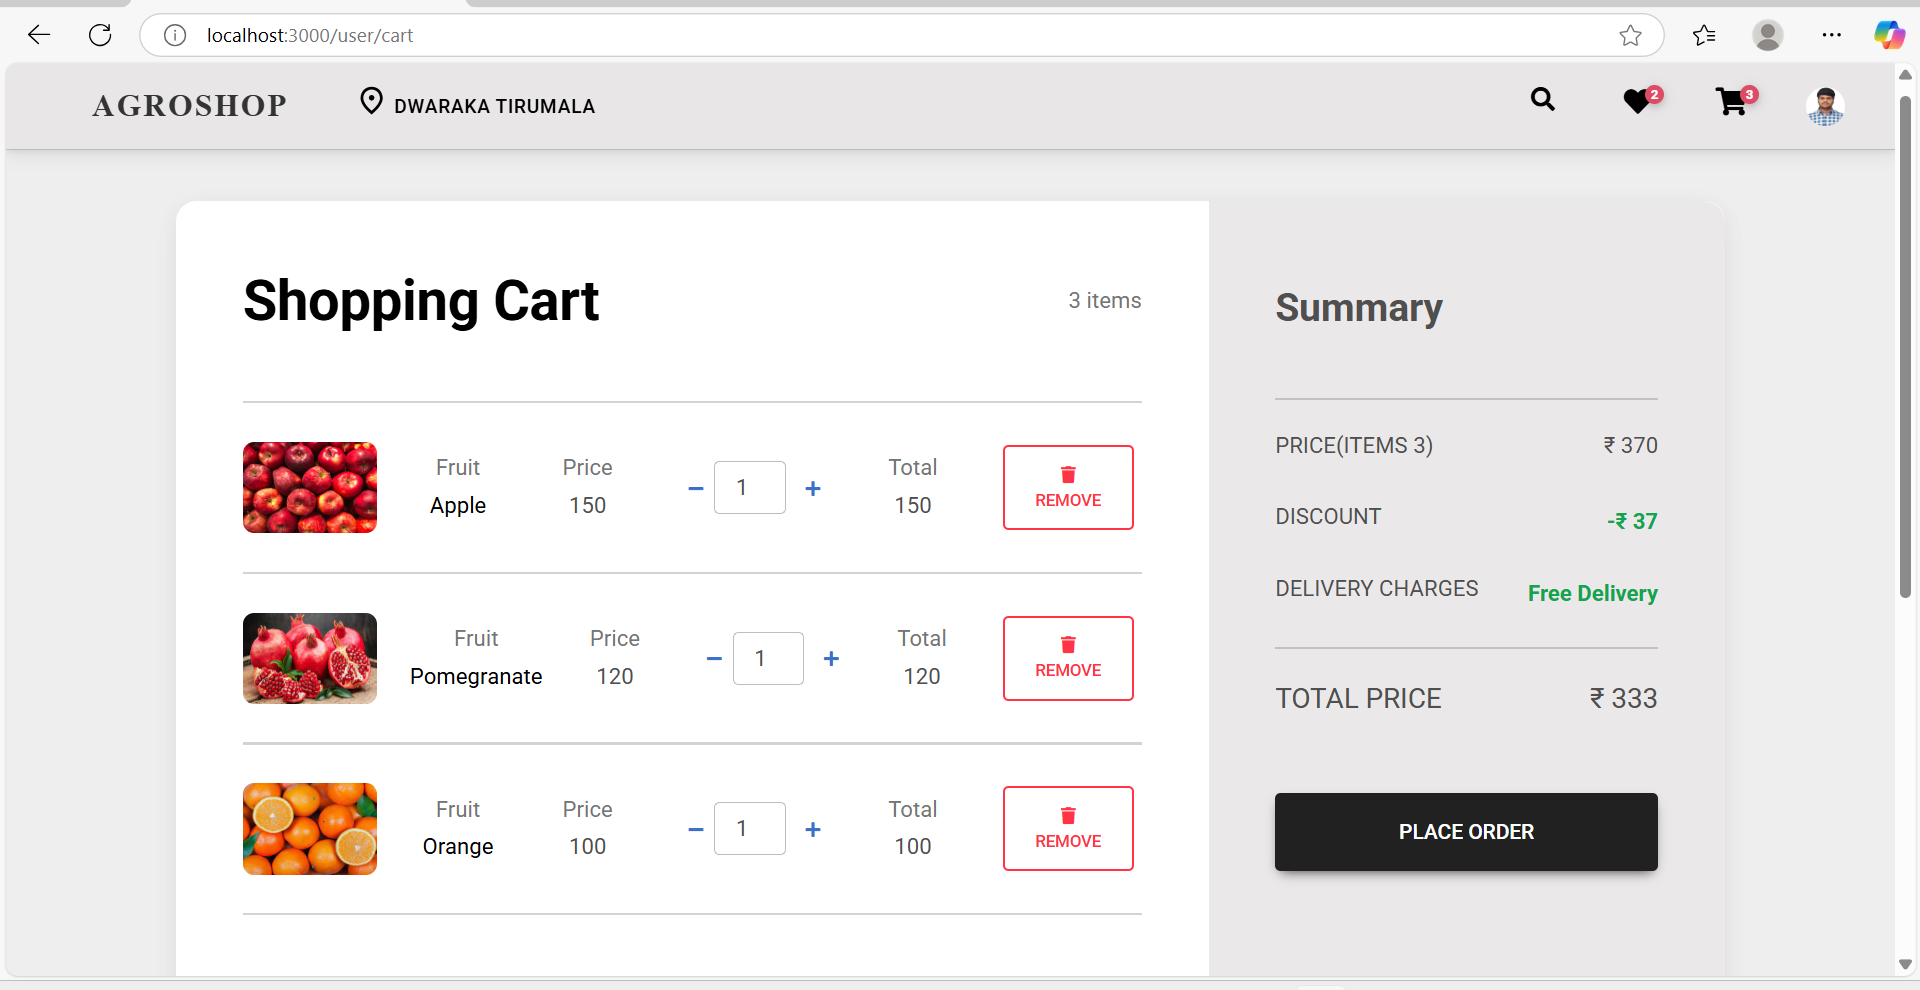 localhost:3000/user/cart
AGROSHOP
DWARAKA TIRUMALA
2
3
Shopping Cart
3 items
Fruit Price Total
Apple 150 1 150
REMOVE
Fruit Price Total
Pomegranate 120 1 120
REMOVE
Fruit Price Total
Orange 100 1 100
REMOVE
Summary
PRICE(ITEMS 3) ₹ 370
DISCOUNT -₹ 37
DELIVERY CHARGES Free Delivery
TOTAL PRICE ₹ 333
PLACE ORDER